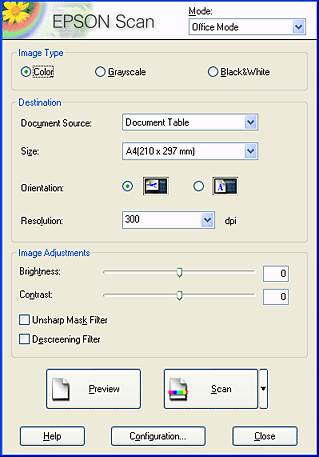 EPSON Scan
Mode:
Office Mode
Image Type
Color Grayscale Black&White
Destination
Document Source: Document Table
Size: A4(210 x 297 mm)
Orientation:
Resolution: 300 dpi
Image Adjustments
Brightness: 0
Contrast: 0
Unsharp Mask Filter
Descreening Filter
Preview Scan
Help Configuration... Close